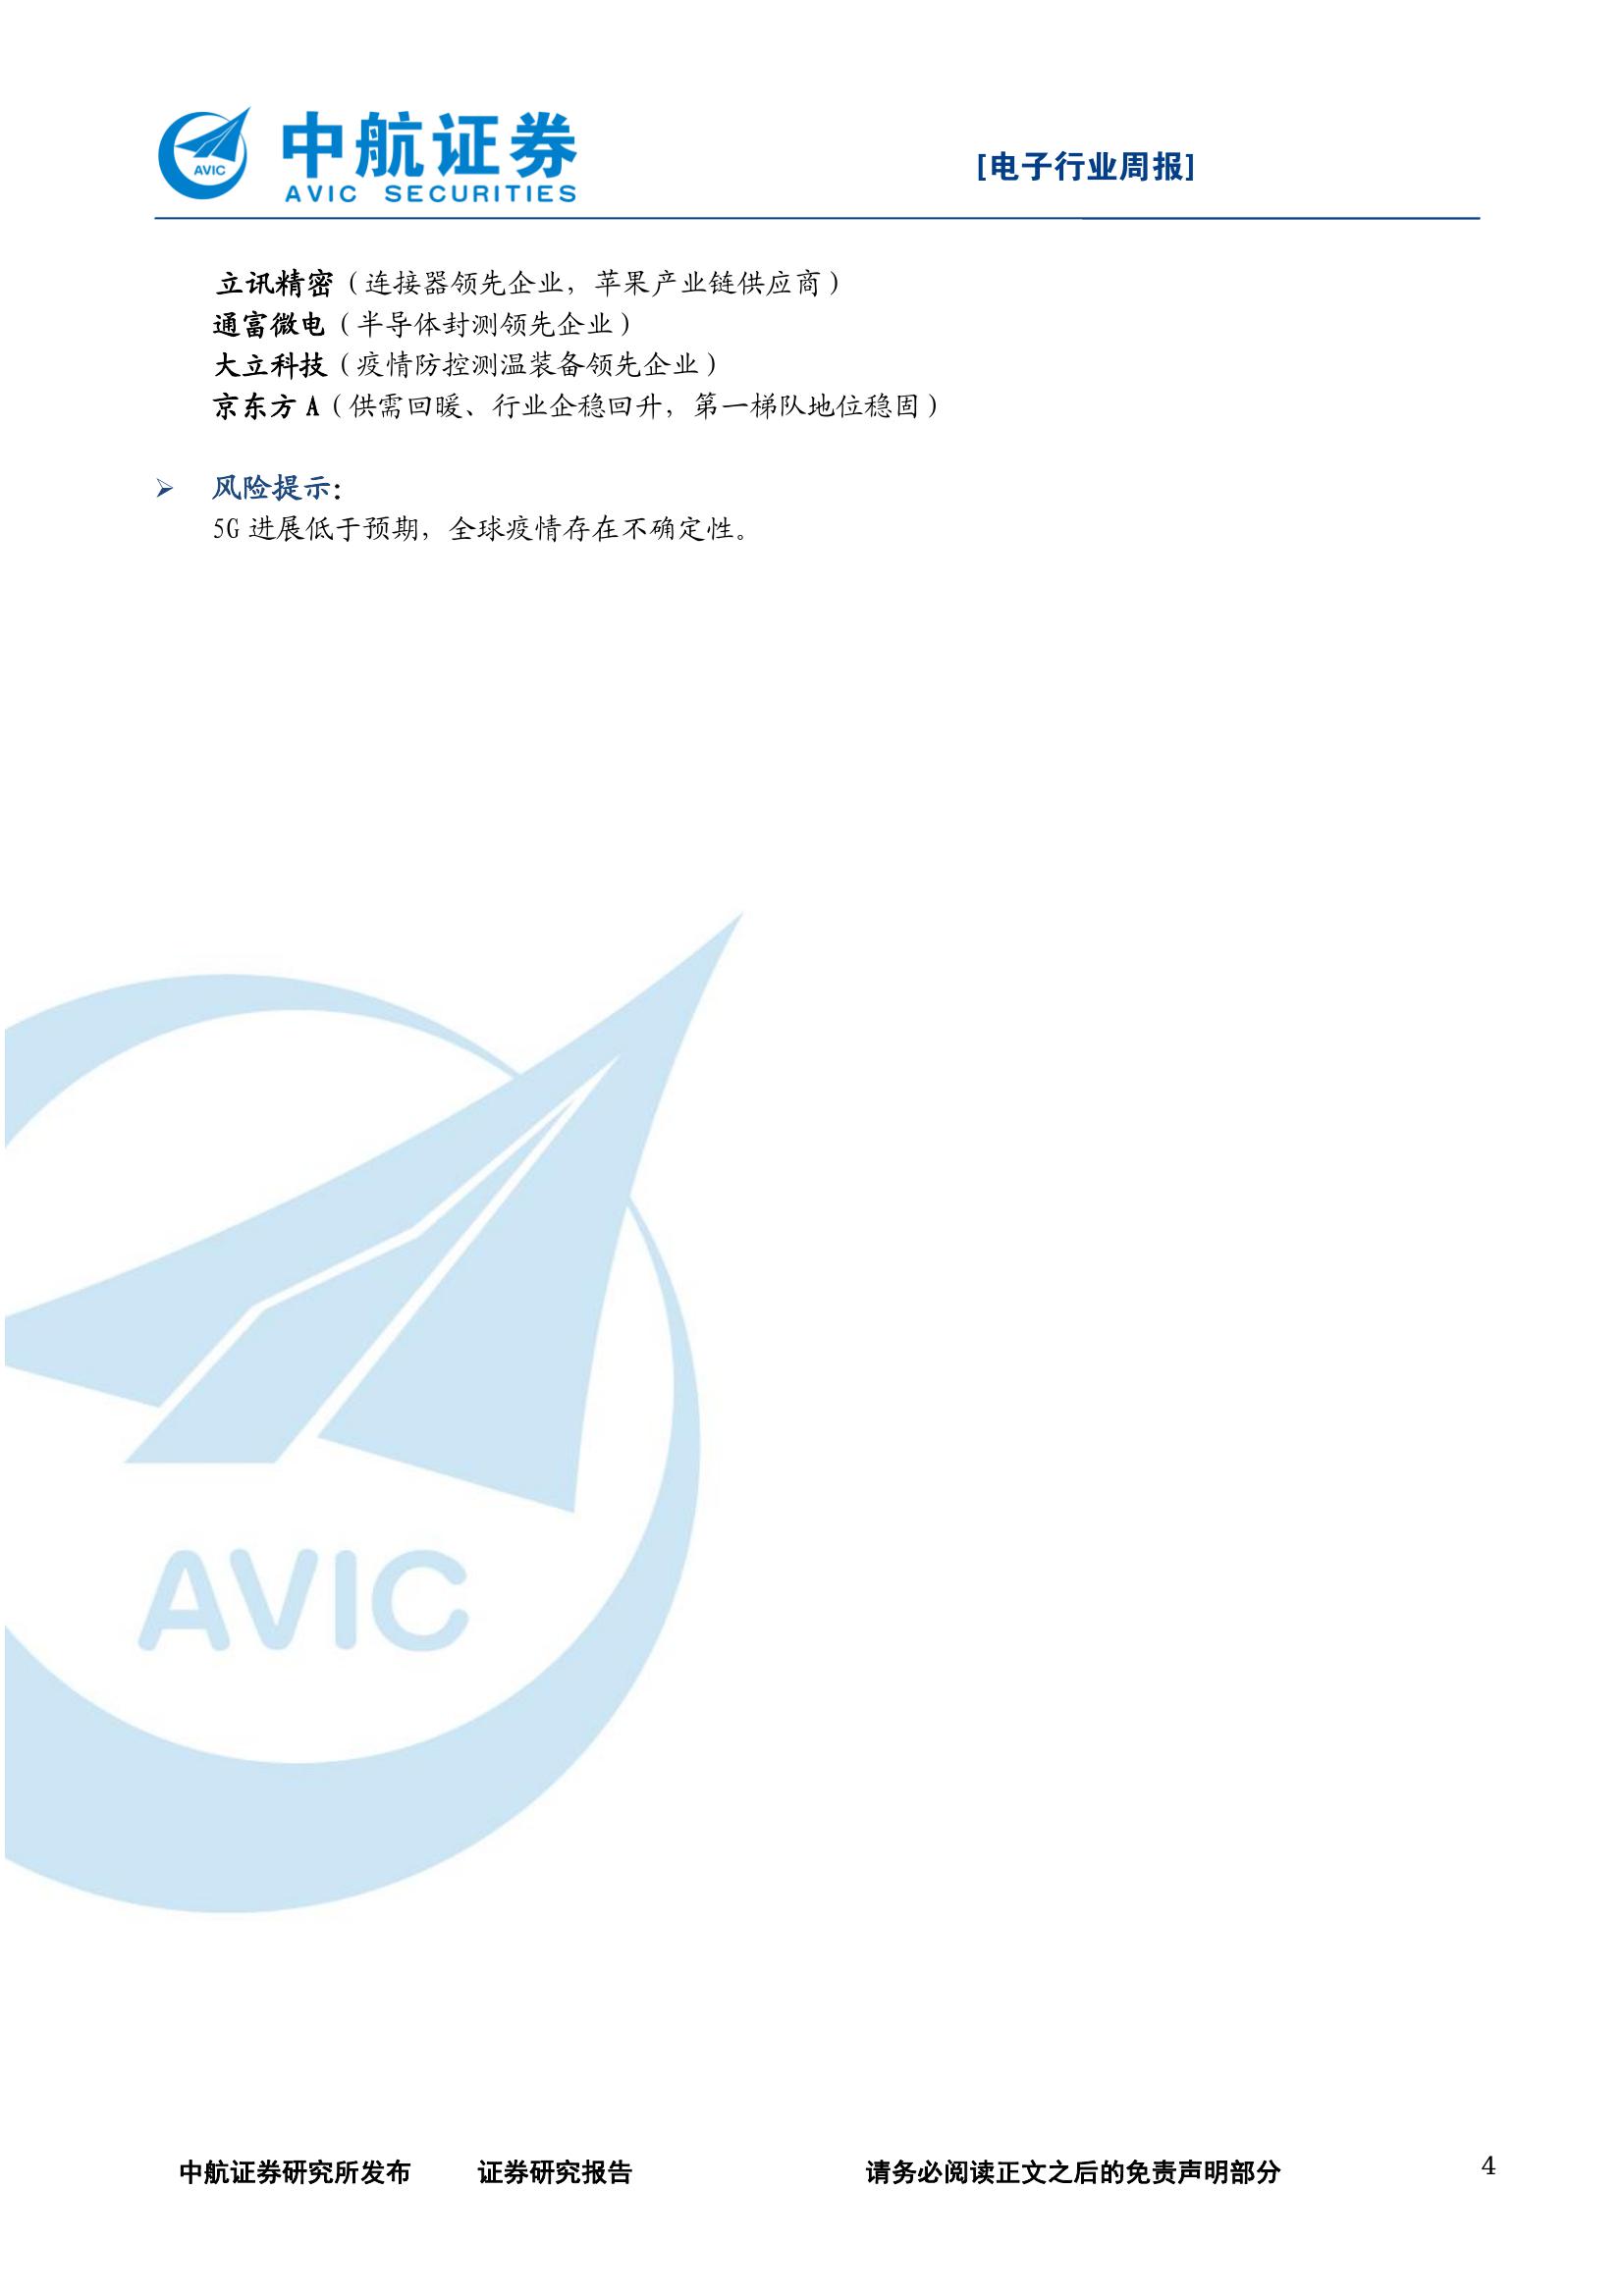 AVIC
中航证券
AVIC SECURITIES
[电子行业周报]
立讯精密（连接器领先企业，苹果产业链供应商）
通富微电（半导体封测领先企业）
大立科技（疫情防控测温装备领先企业）
京东方 A（供需回暖、行业企稳回升，第一梯队地位稳固）
➢ 风险提示：
5G 进展低于预期，全球疫情存在不确定性。
AVIC
中航证券研究所发布 证券研究报告 请务必阅读正文之后的免责声明部分 4